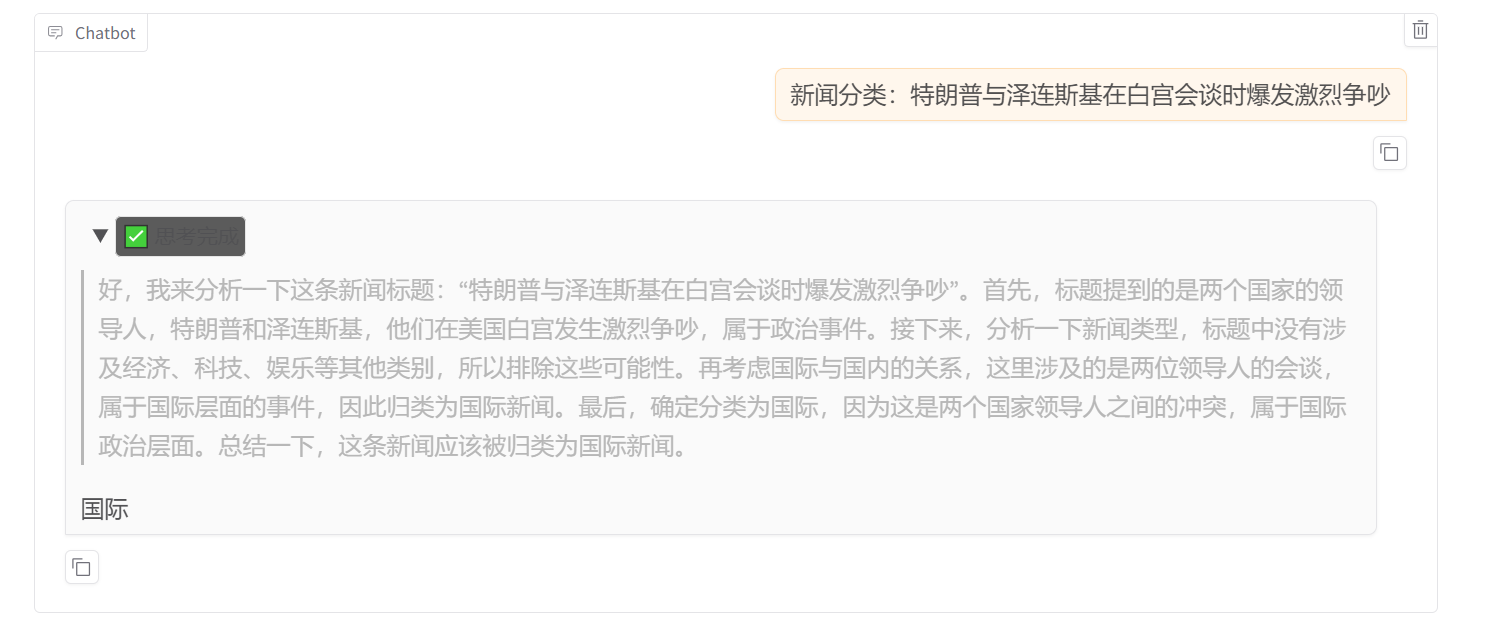 Chatbot
新闻分类：特朗普与泽连斯基在白宫会谈时爆发激烈争吵
思考完成
好，我来分析一下这条新闻标题：“特朗普与泽连斯基在白宫会谈时爆发激烈争吵”。首先，标题提到的是两个国家的领
导人，特朗普和泽连斯基，他们在美国白宫发生激烈争吵，属于政治事件。接下来，分析一下新闻类型，标题中没有涉
及经济、科技、娱乐等其他类别，所以排除这些可能性。再考虑国际与国内的关系，这里涉及的是两位领导人的会谈，
属于国际层面的事件，因此归类为国际新闻。最后，确定分类为国际，因为这是两个国家领导人之间的冲突，属于国际
政治层面。总结一下，这条新闻应该被归类为国际新闻。
国际